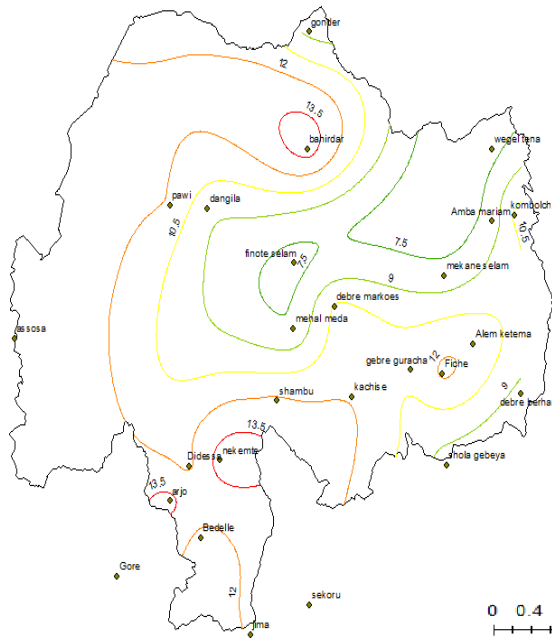 gonder
12
13.5
bahirdar
wegel tena
pawi
dangila
10.5
Amba mariam
kombolch
10.5
7.5
finote selam
7.5
9
mekane selam
debre markoes
mehal meda
assosa
Alem ketema
gebre guracha
12
Fiche
9
shambu
kachise
debre berha
13.5
Didessa
nekemte
shola gebeya
13.5
arjo
Bedelle
Gore
12
sekoru
jima
0 0.4